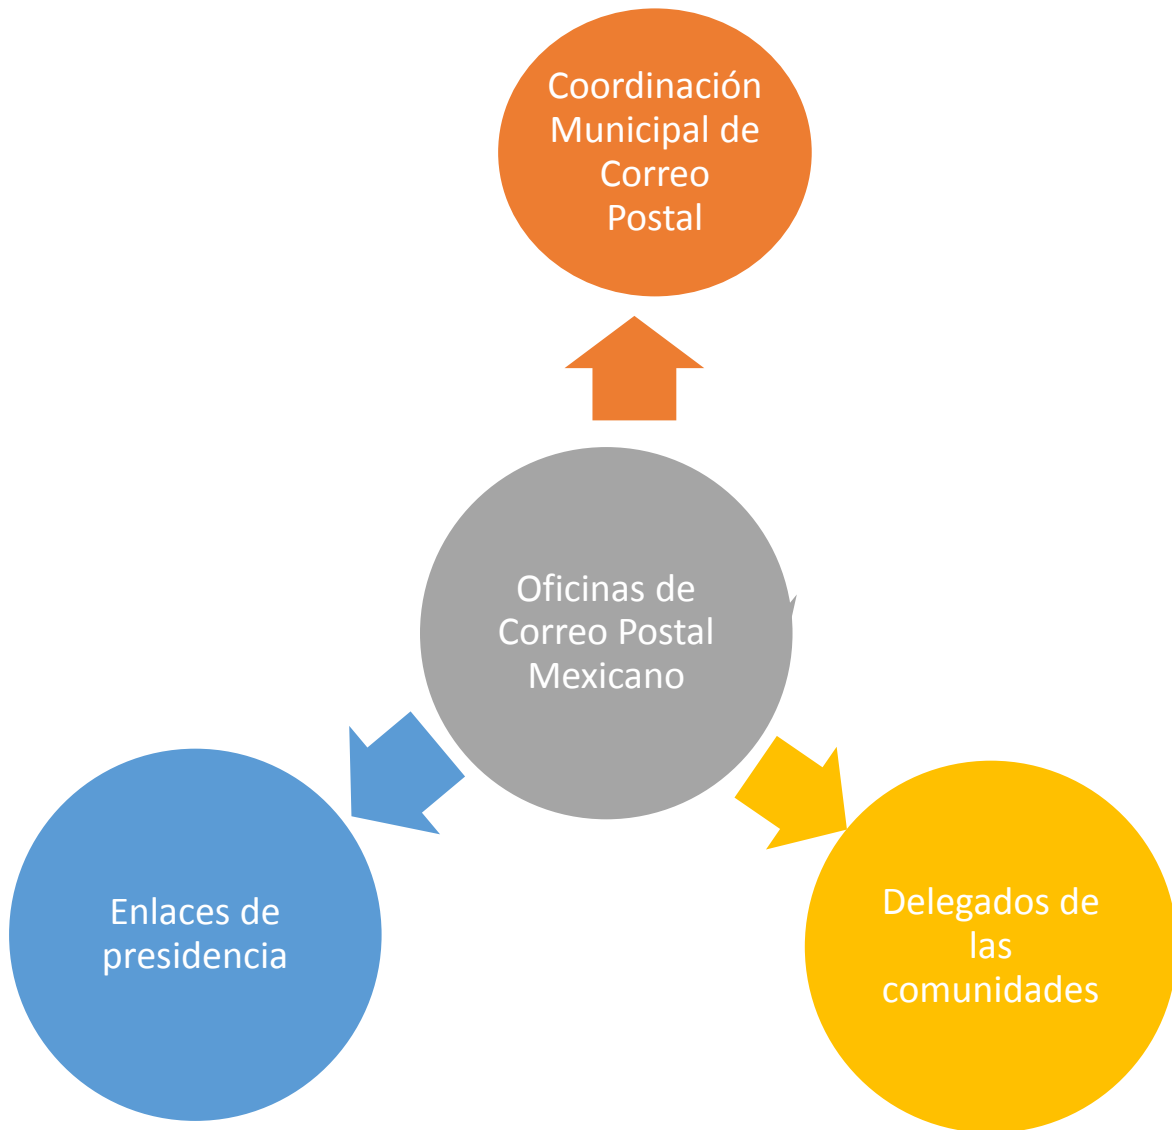 Coordinación
Municipal de
Correo
Postal
Oficinas de
Correo Postal
Mexicano
Enlaces de
presidencia
Delegados de
las
comunidades